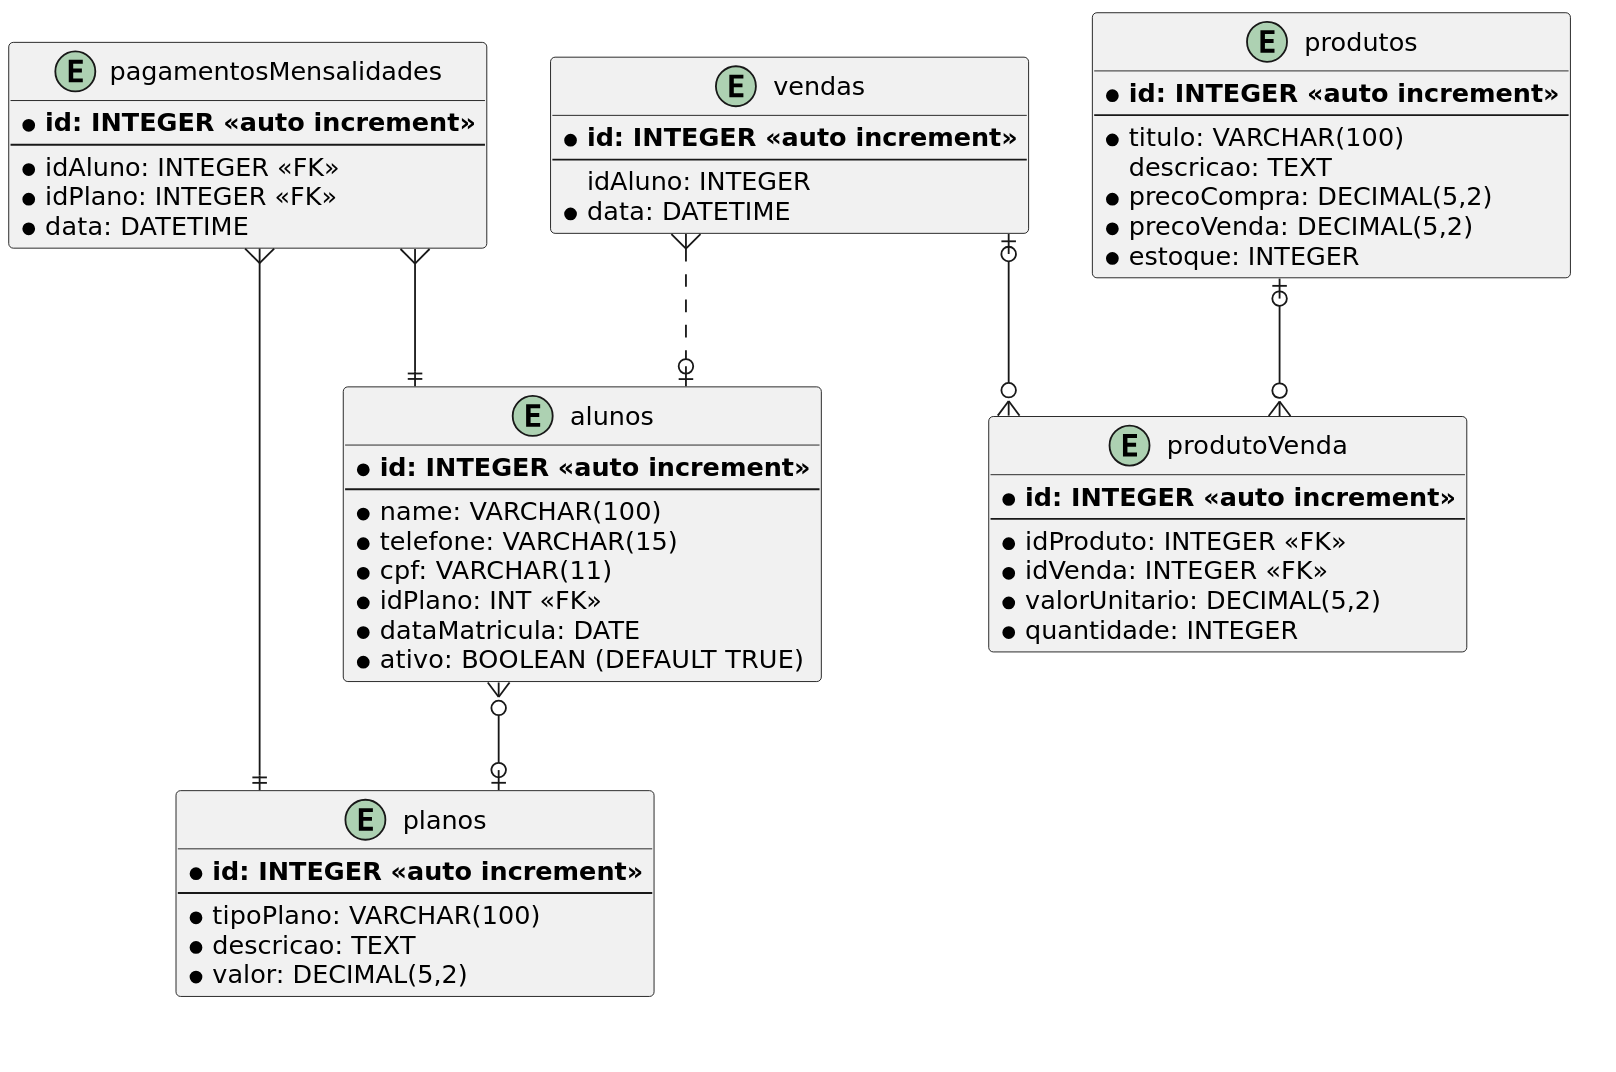 E pagamentosMensalidades
id: INTEGER «auto increment»
idAluno: INTEGER «FK»
idPlano: INTEGER «FK»
data: DATETIME
E vendas
id: INTEGER «auto increment»
idAluno: INTEGER
data: DATETIME
E produtos
id: INTEGER «auto increment»
titulo: VARCHAR(100)
descricao: TEXT
precoCompra: DECIMAL(5,2)
precoVenda: DECIMAL(5,2)
estoque: INTEGER
E alunos
id: INTEGER «auto increment»
name: VARCHAR(100)
telefone: VARCHAR(15)
cpf: VARCHAR(11)
idPlano: INT «FK»
dataMatricula: DATE
ativo: BOOLEAN (DEFAULT TRUE)
E produtoVenda
id: INTEGER «auto increment»
idProduto: INTEGER «FK»
idVenda: INTEGER «FK»
valorUnitario: DECIMAL(5,2)
quantidade: INTEGER
E planos
id: INTEGER «auto increment»
tipoPlano: VARCHAR(100)
descricao: TEXT
valor: DECIMAL(5,2)